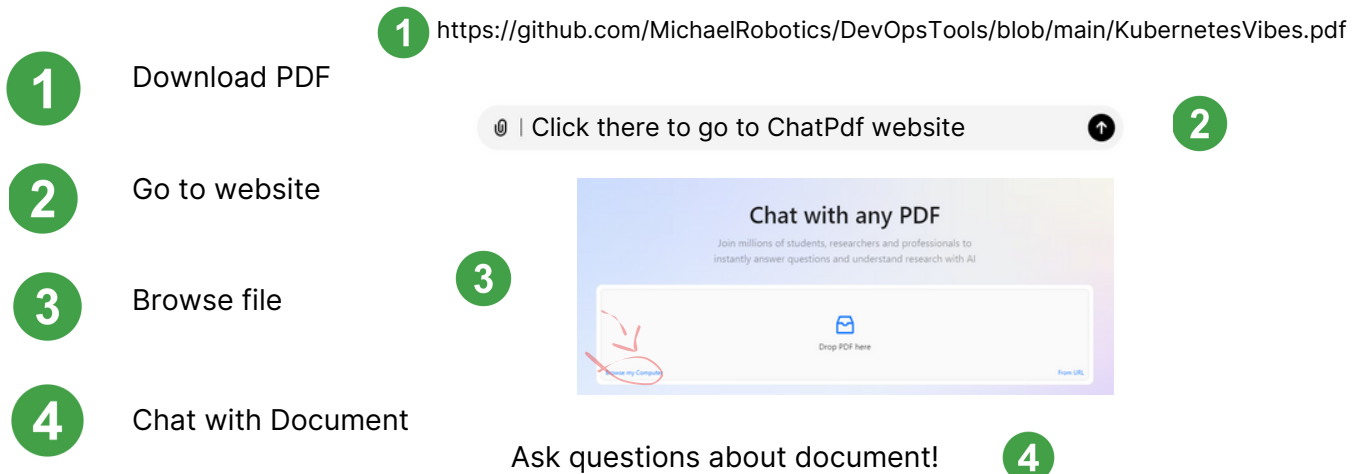 1 https://github.com/MichaelRobotics/DevOpsTools/blob/main/KubernetesVibes.pdf
1 Download PDF
Click there to go to ChatPdf website 2
2 Go to website
Chat with any PDF
Join millions of students, researchers and professionals to
instantly answer questions and understand research with AI
3
3 Browse file
Drop PDF here
Browse my Computer From URL
4 Chat with Document
Ask questions about document! 4